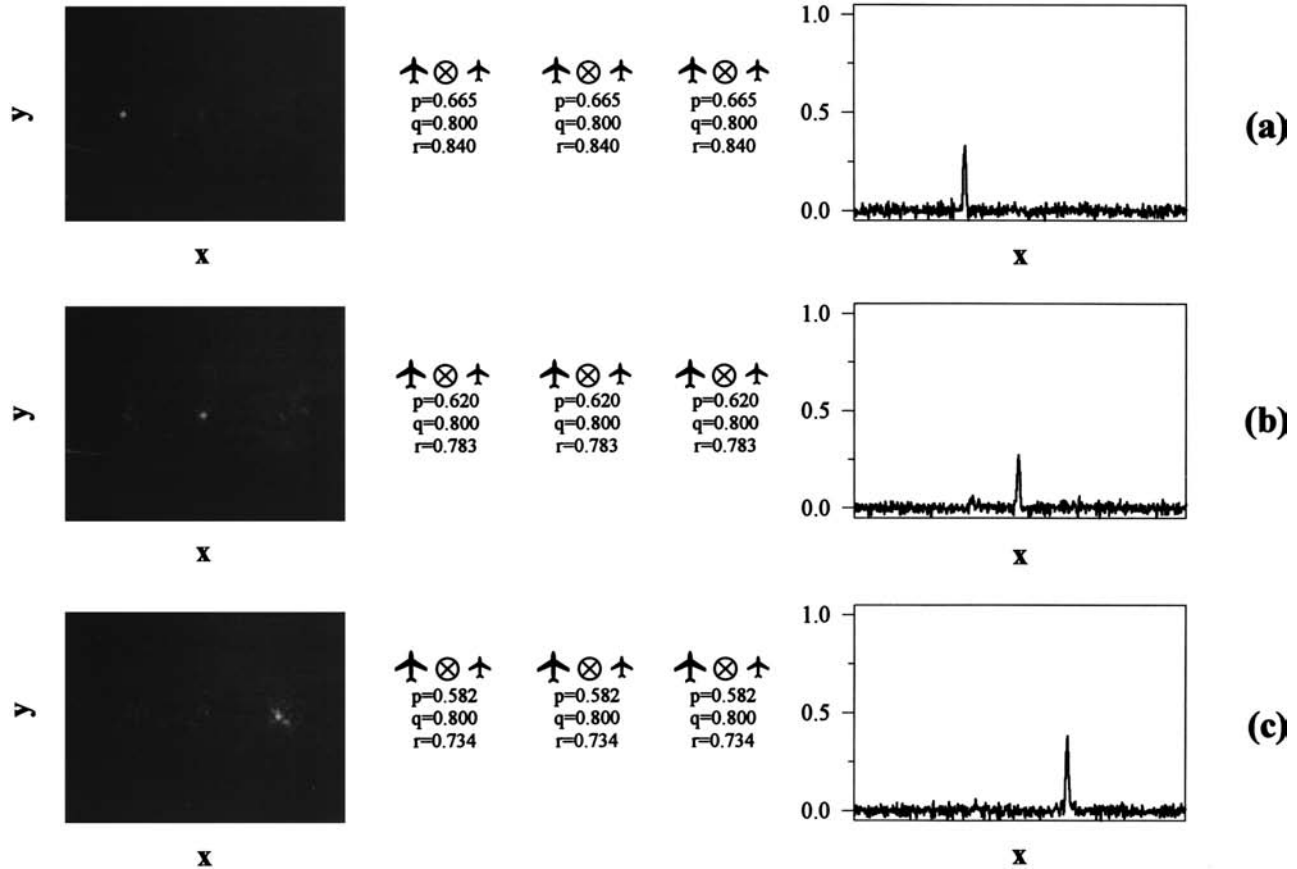 y
x
p=0.665 p=0.665 p=0.665
q=0.800 q=0.800 q=0.800
r=0.840 r=0.840 r=0.840
1.0
0.5
0.0
x
(a)
y
x
p=0.620 p=0.620 p=0.620
q=0.800 q=0.800 q=0.800
r=0.783 r=0.783 r=0.783
1.0
0.5
0.0
x
(b)
y
x
p=0.582 p=0.582 p=0.582
q=0.800 q=0.800 q=0.800
r=0.734 r=0.734 r=0.734
1.0
0.5
0.0
x
(c)